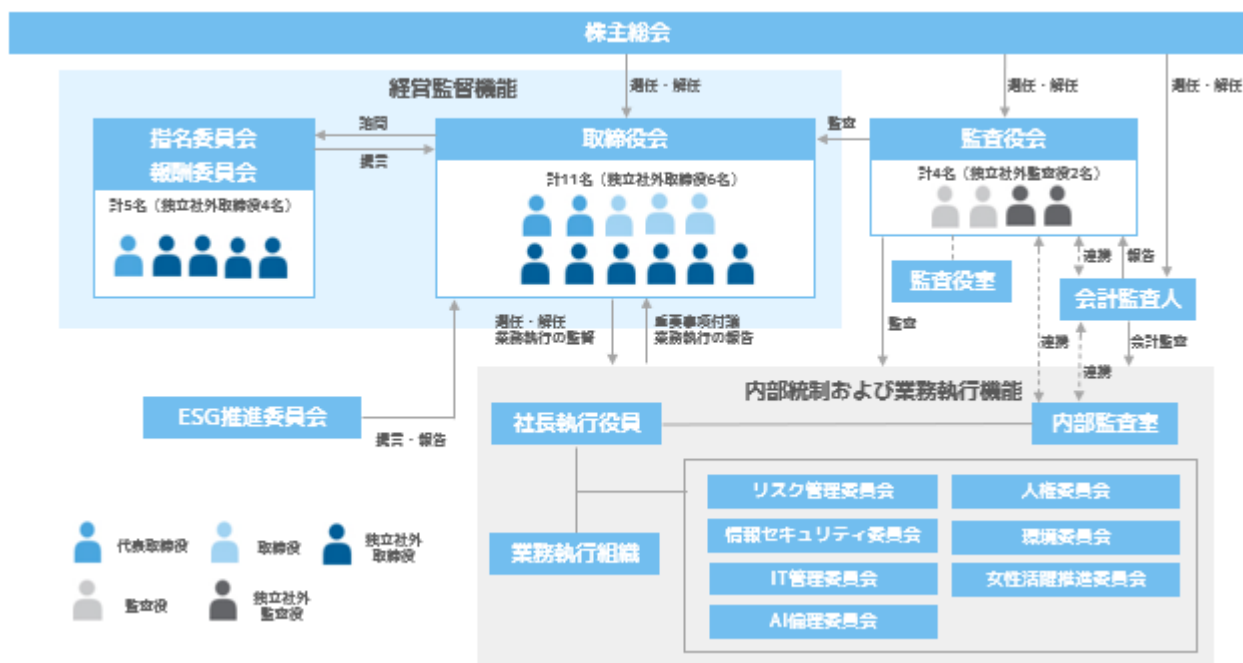 株主総会
経営監督機能
選任・解任
選任・解任
選任・解任
指名委員会
報酬委員会
計5名（独立社外取締役4名）
諮問
提言
取締役会
計11名（独立社外取締役6名）
監査
監査役会
計4名（独立社外監査役2名）
監査役室
連携
報告
会計監査人
選任・解任
業務執行の監督
重要事項付議
業務執行の報告
監査
連携
連携
会計監査
ESG推進委員会
提言・報告
内部統制および業務執行機能
社長執行役員
内部監査室
業務執行組織
リスク管理委員会
人権委員会
情報セキュリティ委員会
環境委員会
IT管理委員会
女性活躍推進委員会
AI倫理委員会
代表取締役
取締役
独立社外
取締役
監査役
独立社外
監査役